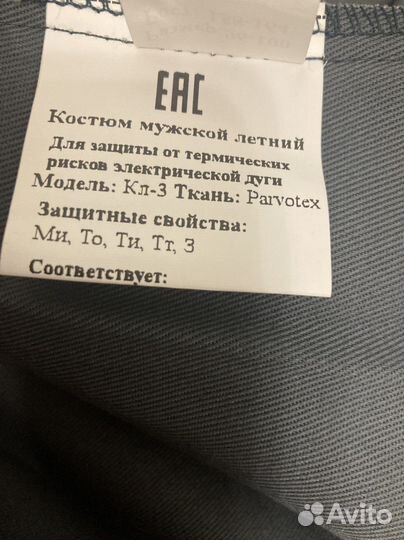 EAC
Костюм мужской летний
Для защиты от термических
рисков электрической дуги
Модель: Кл-3 Ткань: Parvotex
Защитные свойства:
Ми, То, Ти, Тт, З
Соответствует:
Avito